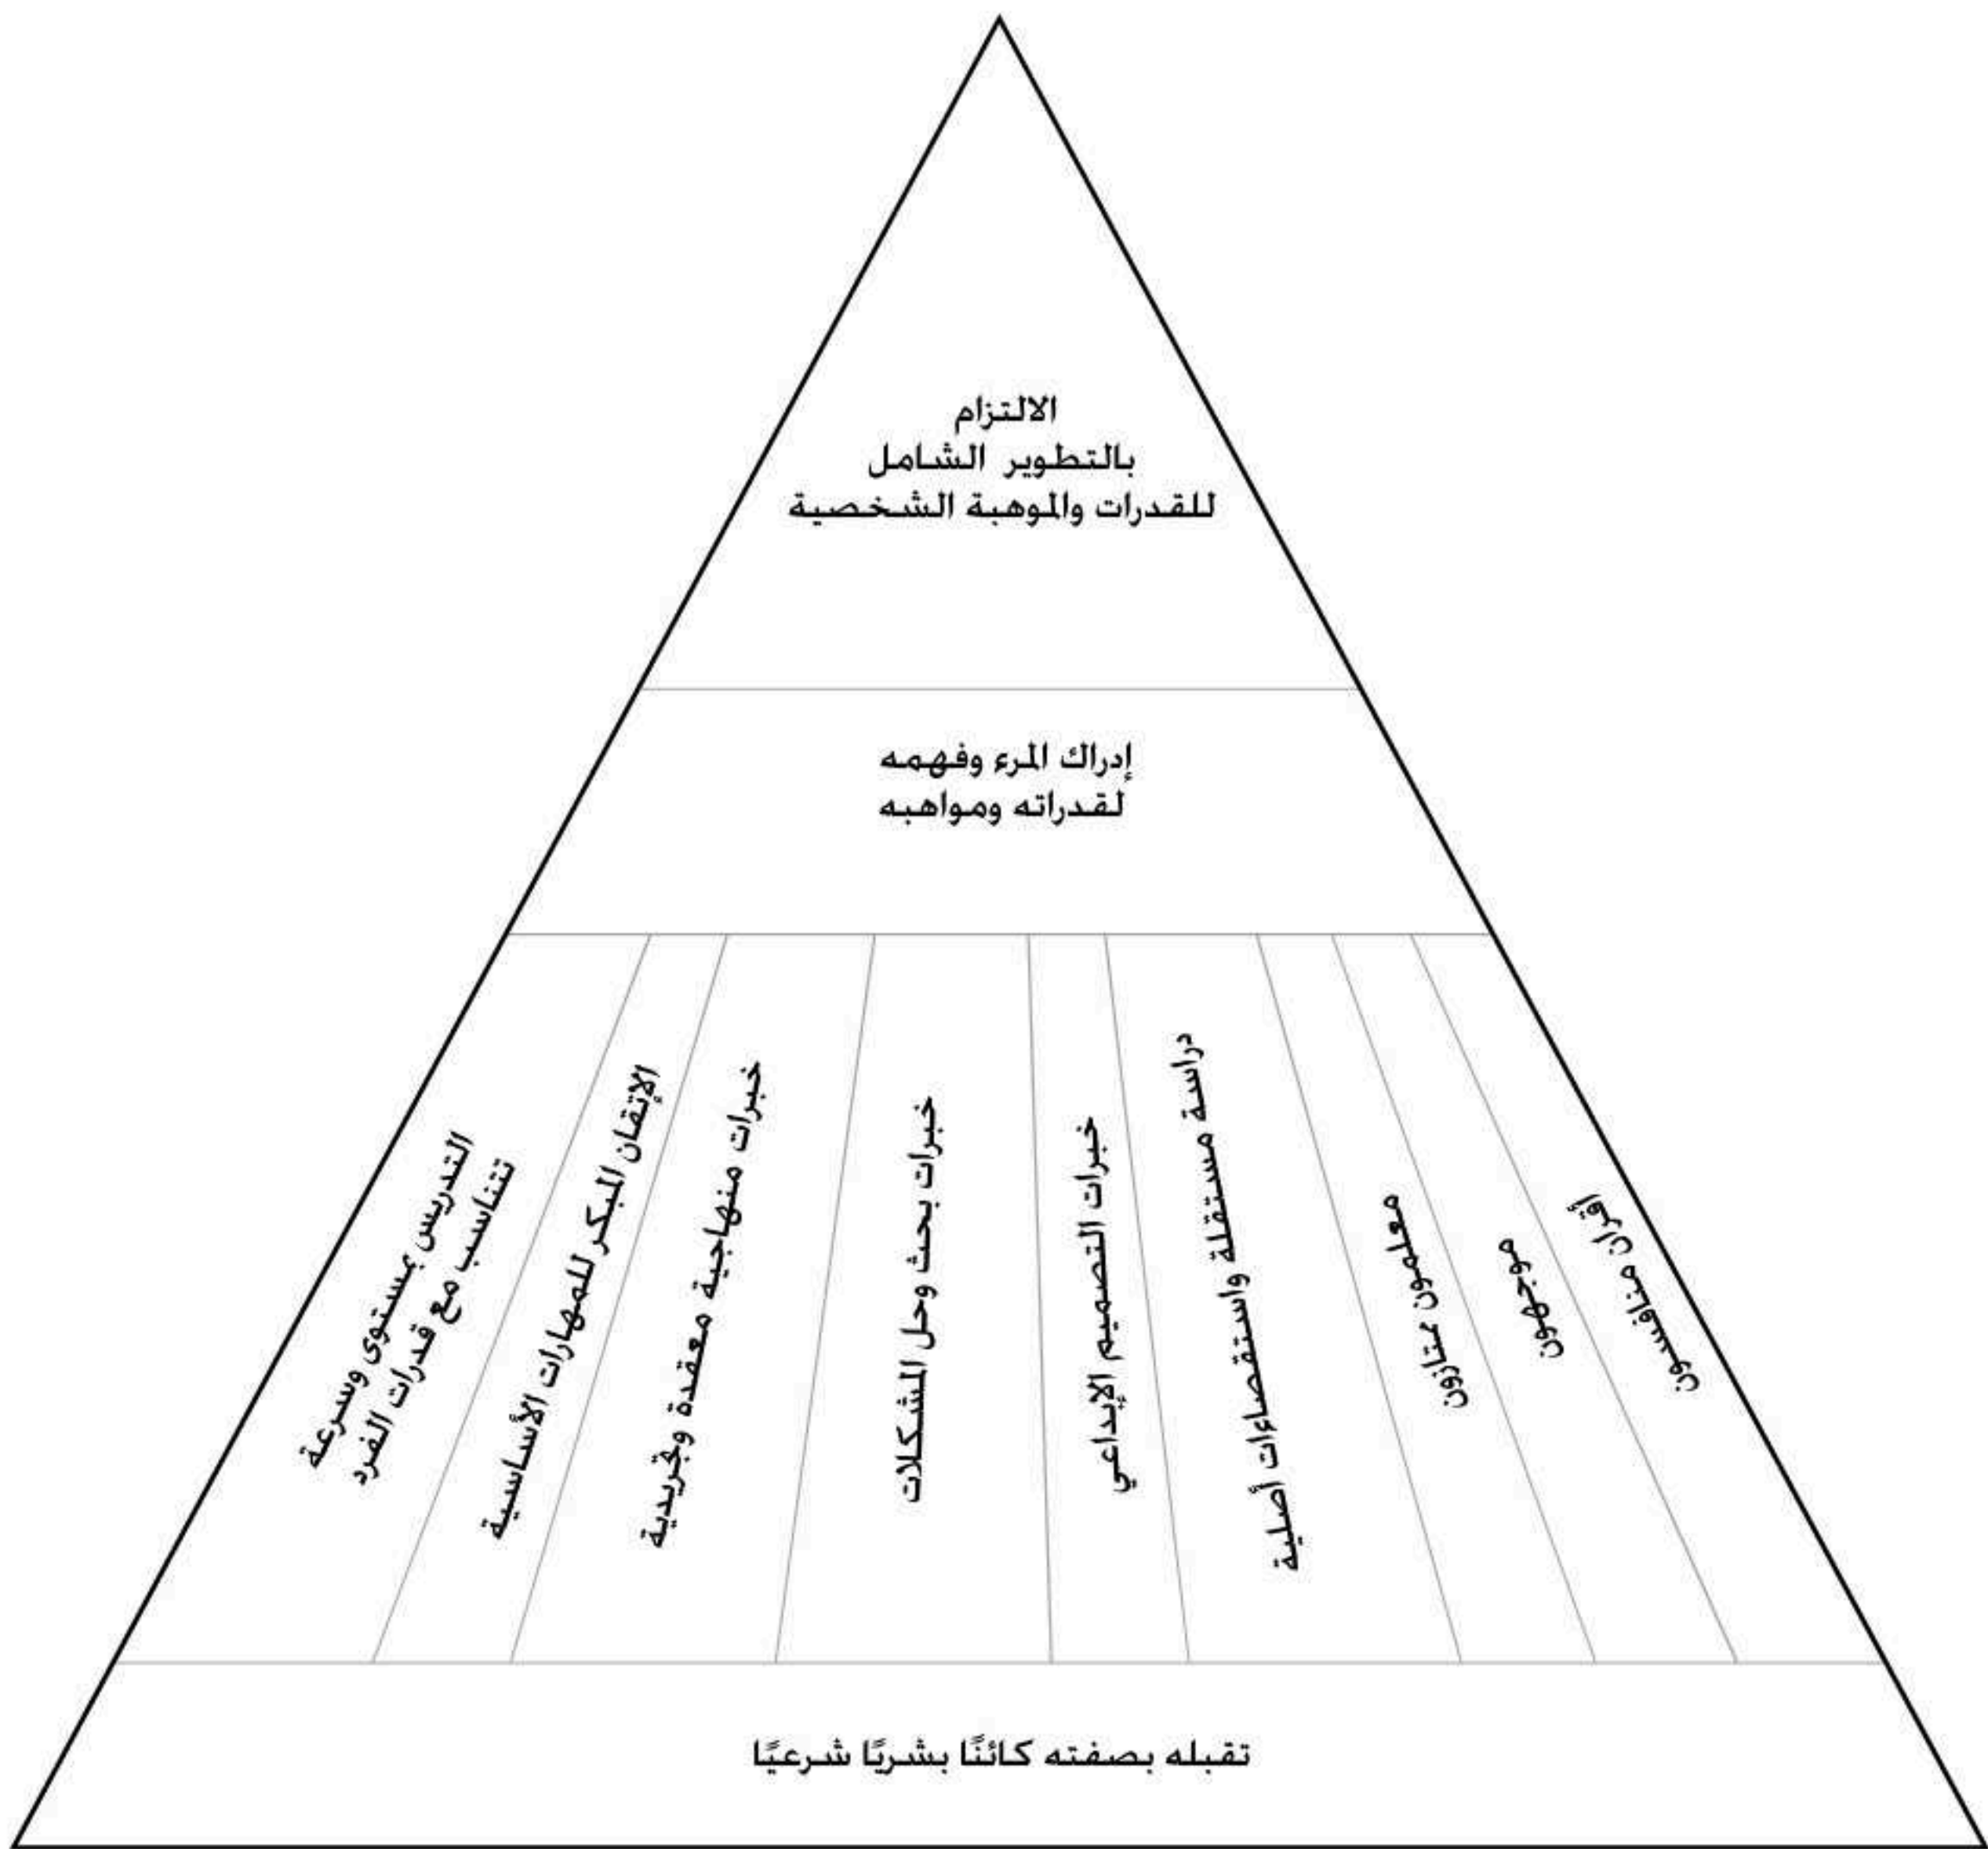 الالتزام
بالتطوير الشامل
للقدرات والموهبة الشخصية
إدراك المرء وفهمه
لقدراته ومواهبه
أقران منافسون
موجهون
معلمون ممتازون
دراسة مستقلة واستقصاءات أصلية
خبرات التصميم الإبداعي
خبرات بحث وحل المشكلات
خبرات منهاجية معقدة وتجريدية
الإتقان المبكر للمهارات الأساسية
التدريس بمستوى وسرعة
تتناسب مع قدرات الفرد
تقبله بصفته كائنًا بشريًا شرعيًا